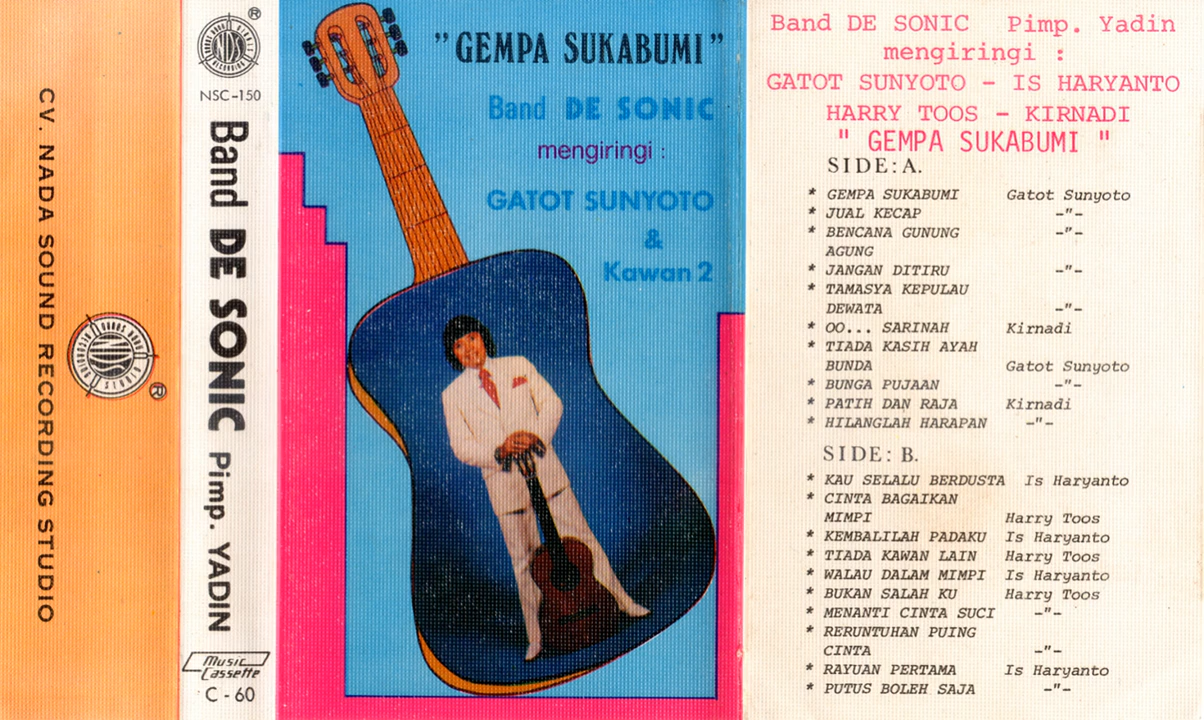 CV. NADA SOUND RECORDING STUDIO
NDS
®
NDS
®
NSC-150
Band DE SONIC Pimp. YADIN
Music
Cassette
C - 60
"GEMPA SUKABUMI"
Band DE SONIC
mengiringi :
GATOT SUNYOTO
&
Kawan 2
Band DE SONIC Pimp. Yadin
mengiringi :
GATOT SUNYOTO - IS HARYANTO
HARRY TOOS - KIRNADI
" GEMPA SUKABUMI "
SIDE: A.
* GEMPA SUKABUMI Gatot Sunyoto
* JUAL KECAP -"-
* BENCANA GUNUNG -"-
AGUNG
* JANGAN DITIRU -"-
* TAMASYA KEPULAU
DEWATA -"-
* OO... SARINAH Kirnadi
* TIADA KASIH AYAH
BUNDA Gatot Sunyoto
* BUNGA PUJAAN -"-
* PATIH DAN RAJA Kirnadi
* HILANGLAH HARAPAN -"-
SIDE: B.
* KAU SELALU BERDUSTA Is Haryanto
* CINTA BAGAIKAN
MIMPI Harry Toos
* KEMBALILAH PADAKU Is Haryanto
* TIADA KAWAN LAIN Harry Toos
* WALAU DALAM MIMPI Is Haryanto
* BUKAN SALAH KU Harry Toos
* MENANTI CINTA SUCI -"-
* RERUNTUHAN PUING
CINTA -"-
* RAYUAN PERTAMA Is Haryanto
* PUTUS BOLEH SAJA -"-